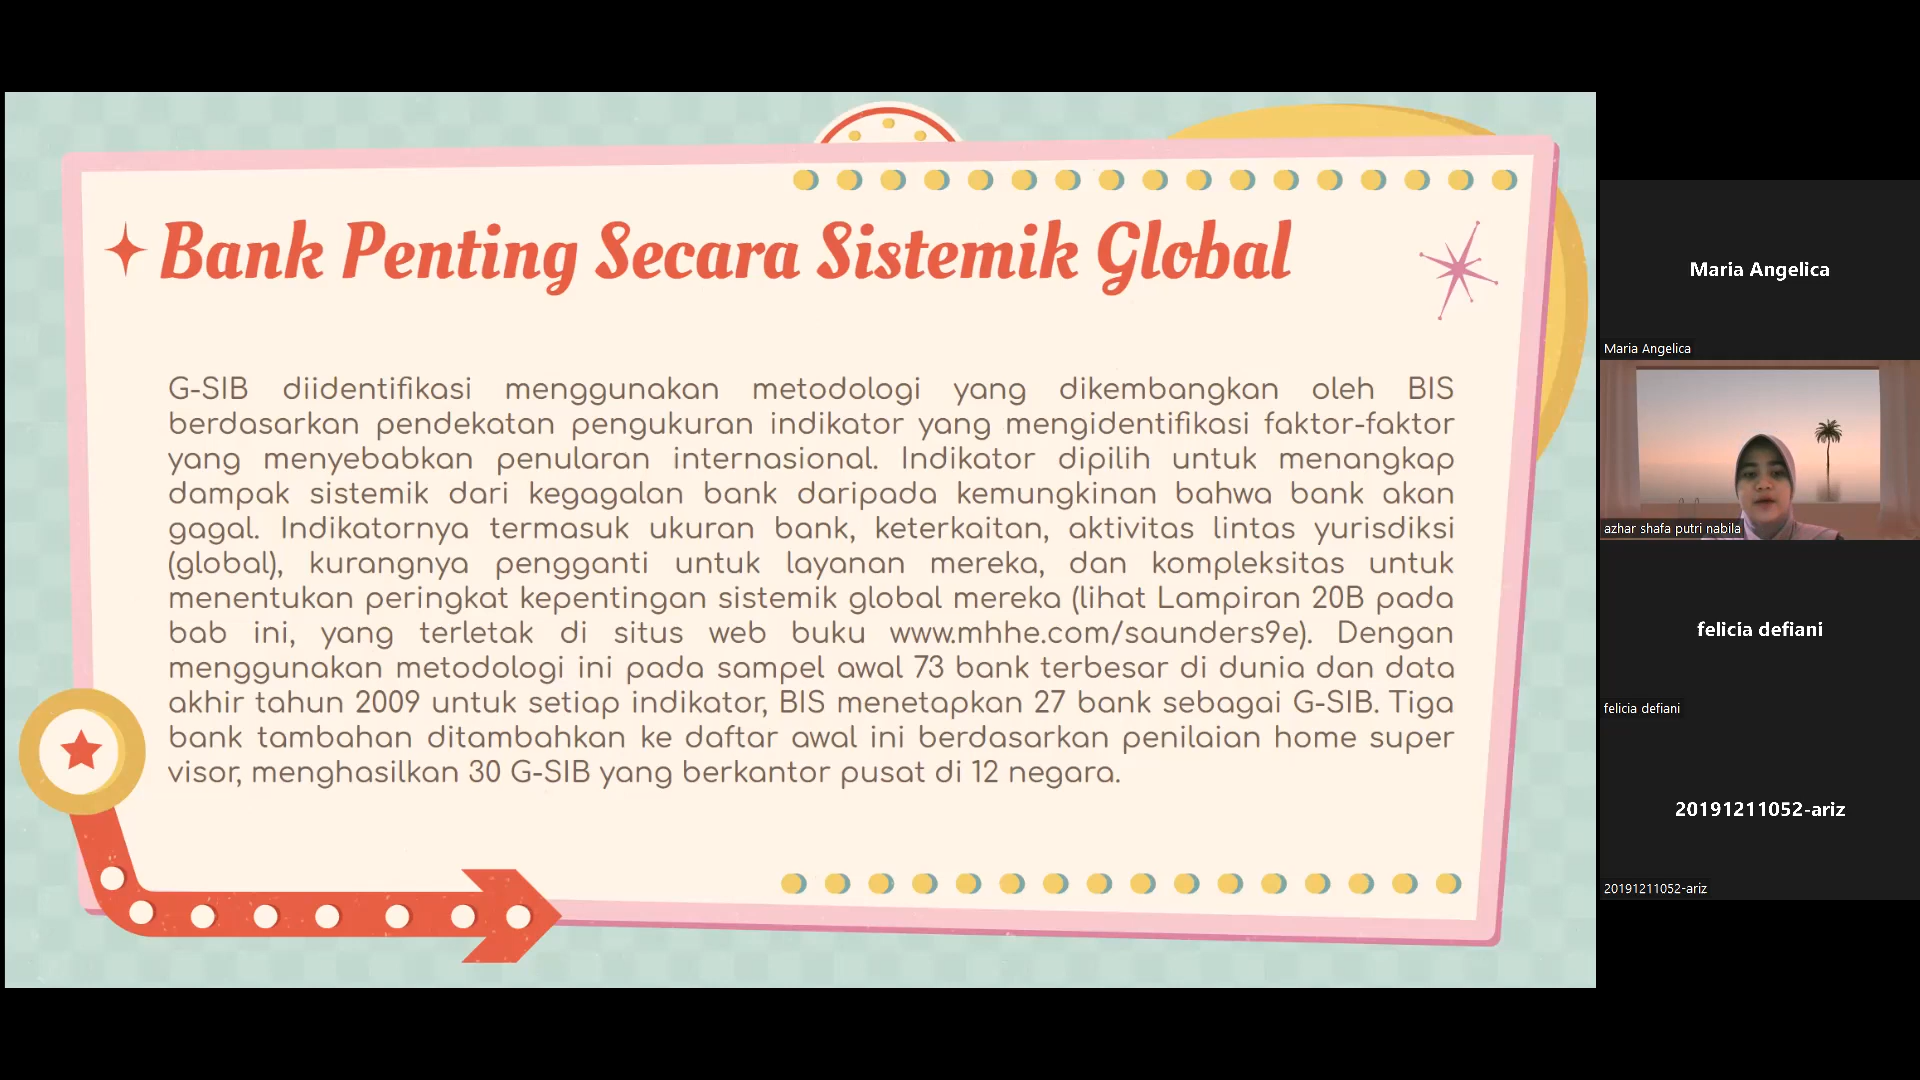 Bank Penting Secara Sistemik Global
G-SIB diidentifikasi menggunakan metodologi yang dikembangkan oleh BIS
berdasarkan pendekatan pengukuran indikator yang mengidentifikasi faktor-faktor
yang menyebabkan penularan internasional. Indikator dipilih untuk menangkap
dampak sistemik dari kegagalan bank daripada kemungkinan bahwa bank akan
gagal. Indikatornya termasuk ukuran bank, keterkaitan, aktivitas lintas yurisdiksi
(global), kurangnya pengganti untuk layanan mereka, dan kompleksitas untuk
menentukan peringkat kepentingan sistemik global mereka (lihat Lampiran 20B pada
bab ini, yang terletak di situs web buku www.mhhe.com/saunders9e). Dengan
menggunakan metodologi ini pada sampel awal 73 bank terbesar di dunia dan data
akhir tahun 2009 untuk setiap indikator, BIS menetapkan 27 bank sebagai G-SIB. Tiga
bank tambahan ditambahkan ke daftar awal ini berdasarkan penilaian home super
visor, menghasilkan 30 G-SIB yang berkantor pusat di 12 negara.
Maria Angelica
Maria Angelica
azhar shafa putri nabila
felicia defiani
felicia defiani
20191211052-ariz
20191211052-ariz